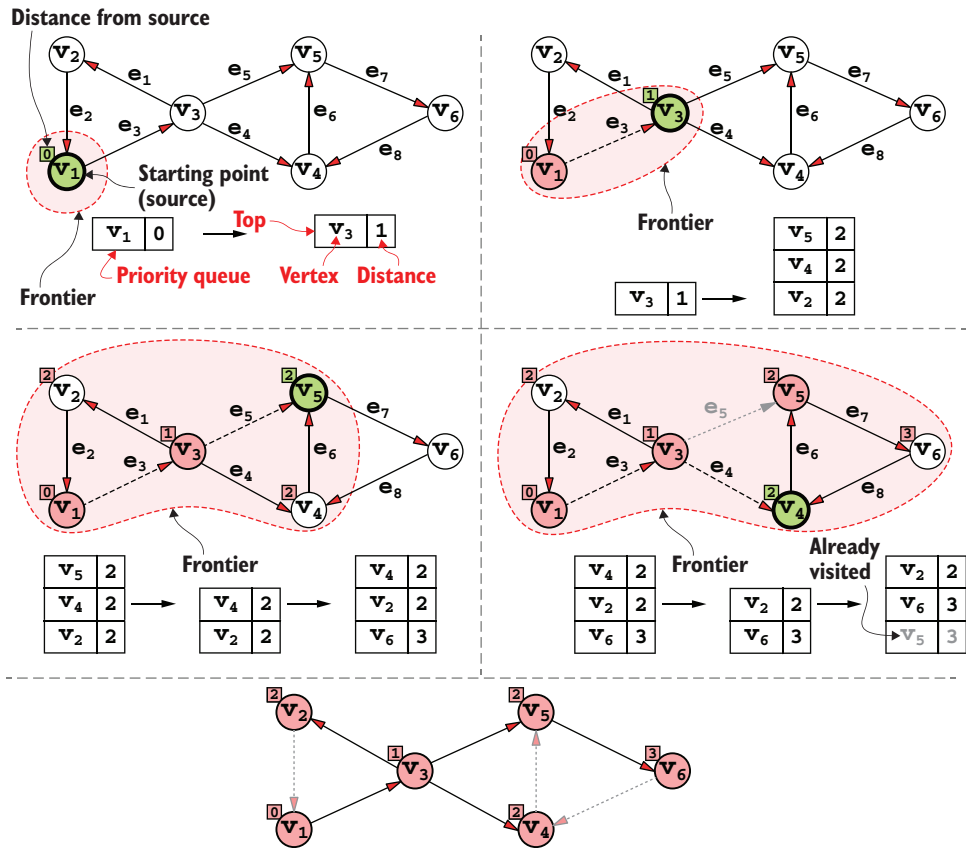 Distance from source
v2
v5
e1
e5
e7
e2
v3
v6
e3
e6
0
e4
e8
v1
v4
Starting point
(source)
Top
v1 0
v3 1
Priority queue
Vertex
Distance
Frontier
v2
v5
e1
e5
e7
1
e2
v3
v6
e3
e6
0
e4
e8
v1
v4
Frontier
v5 2
v4 2
v3 1
v2 2
2
2
v2
v5
e1
e5
e7
1
e2
v3
v6
e3
e6
0
e4
2
e8
v1
v4
Frontier
v5 2
v4 2
v2 2
v4 2
v2 2
v4 2
v2 2
v6 3
2
2
v2
v5
e1
e5
e7
1
3
e2
v3
v6
e3
e6
0
e4
2
e8
v1
v4
Already
visited
Frontier
v4 2
v2 2
v6 3
v2 2
v6 3
v2 2
v6 3
v5 3
2
2
v2
v5
1
3
v3
v6
0
2
v1
v4